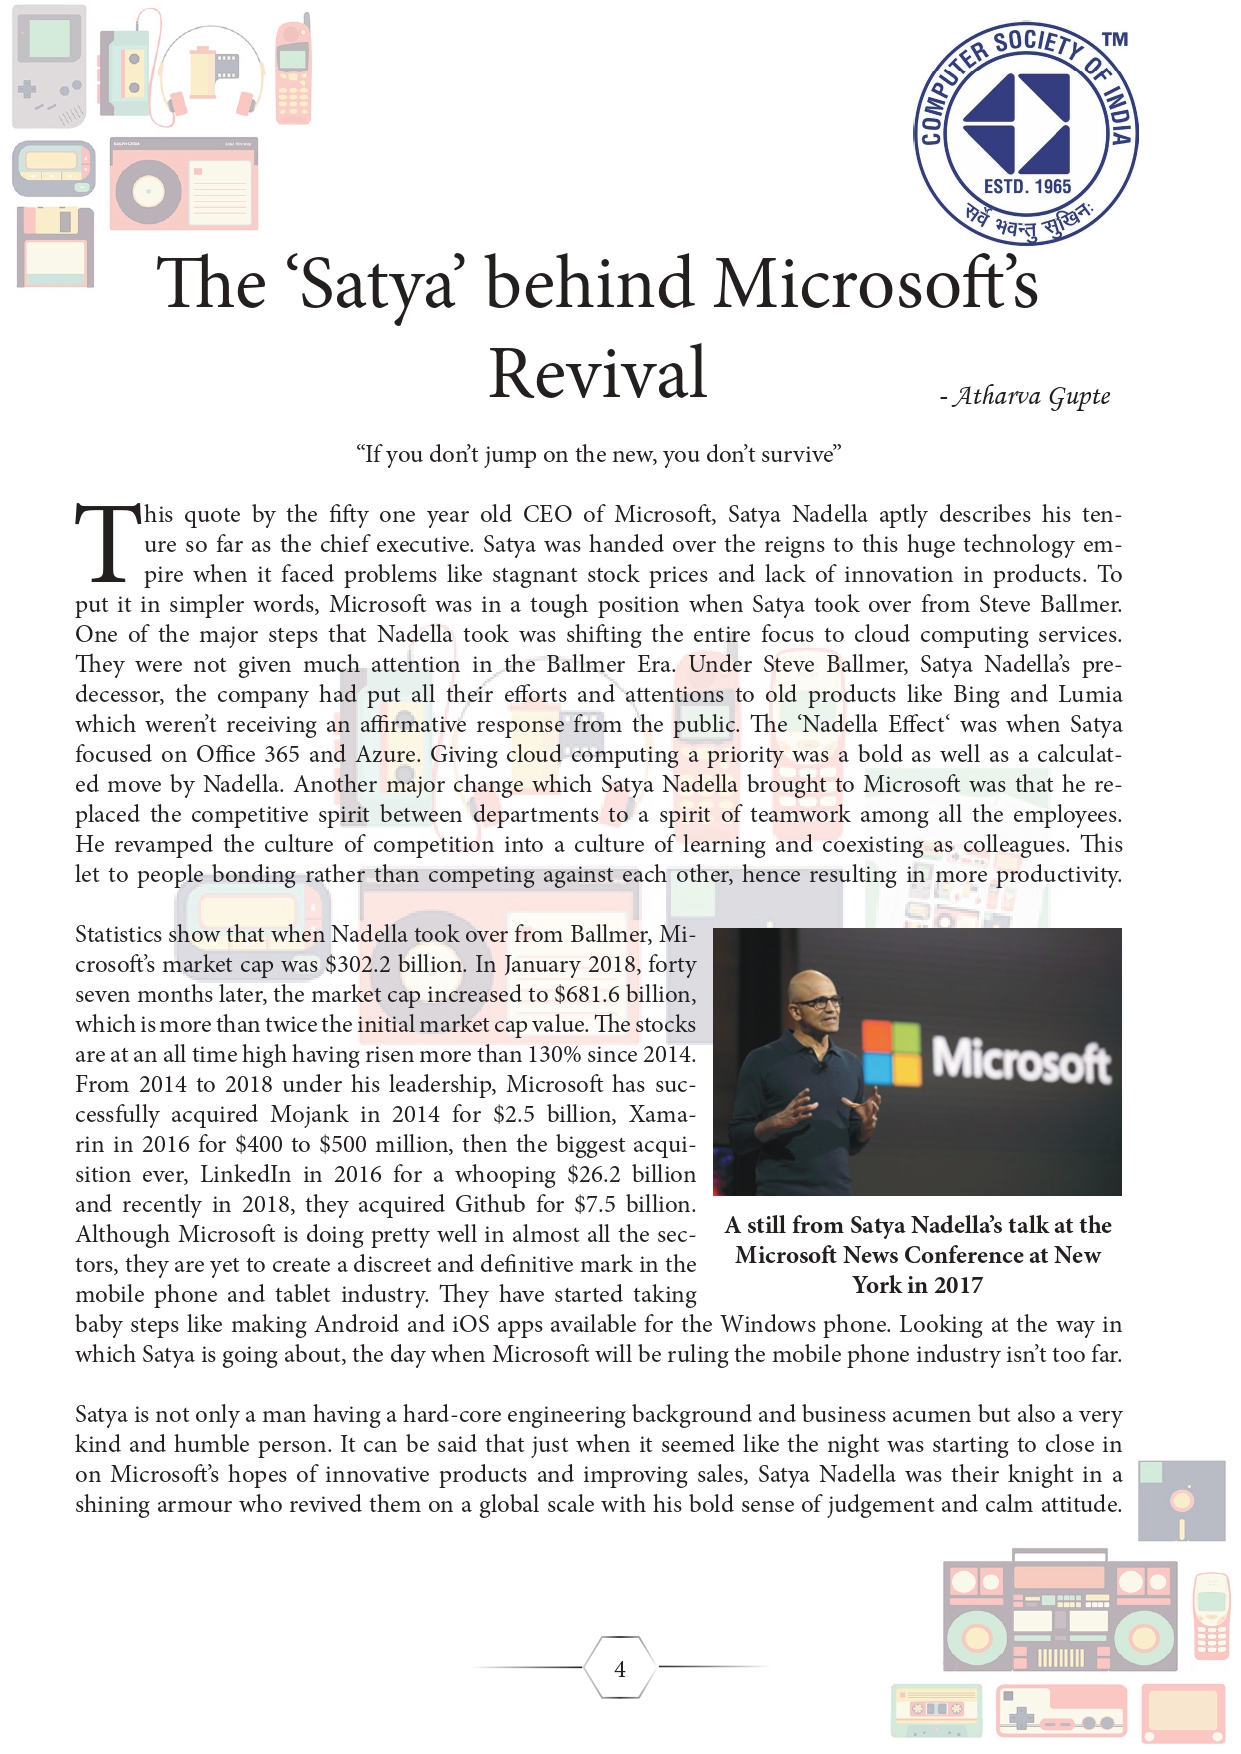 COMPUTER SOCIETY OF INDIA
TM
ESTD. 1965
सर्वे भवन्तु सुखिनः
The ‘Satya’ behind Microsoft’s
Revival
- Atharva Gupte
“If you don’t jump on the new, you don’t survive”
This quote by the fifty one year old CEO of Microsoft, Satya Nadella aptly describes his ten-
ure so far as the chief executive. Satya was handed over the reigns to this huge technology em-
pire when it faced problems like stagnant stock prices and lack of innovation in products. To
put it in simpler words, Microsoft was in a tough position when Satya took over from Steve Ballmer.
One of the major steps that Nadella took was shifting the entire focus to cloud computing services.
They were not given much attention in the Ballmer Era. Under Steve Ballmer, Satya Nadella’s pre-
decessor, the company had put all their efforts and attentions to old products like Bing and Lumia
which weren’t receiving an affirmative response from the public. The ‘Nadella Effect‘ was when Satya
focused on Office 365 and Azure. Giving cloud computing a priority was a bold as well as a calculat-
ed move by Nadella. Another major change which Satya Nadella brought to Microsoft was that he re-
placed the competitive spirit between departments to a spirit of teamwork among all the employees.
He revamped the culture of competition into a culture of learning and coexisting as colleagues. This
let to people bonding rather than competing against each other, hence resulting in more productivity.
Statistics show that when Nadella took over from Ballmer, Mi-
crosoft’s market cap was $302.2 billion. In January 2018, forty
seven months later, the market cap increased to $681.6 billion,
which is more than twice the initial market cap value. The stocks
are at an all time high having risen more than 130% since 2014.
From 2014 to 2018 under his leadership, Microsoft has suc-
cessfully acquired Mojank in 2014 for $2.5 billion, Xama-
rin in 2016 for $400 to $500 million, then the biggest acqui-
sition ever, LinkedIn in 2016 for a whooping $26.2 billion
and recently in 2018, they acquired Github for $7.5 billion.
Although Microsoft is doing pretty well in almost all the sec-
tors, they are yet to create a discreet and definitive mark in the
mobile phone and tablet industry. They have started taking
baby steps like making Android and iOS apps available for the Windows phone. Looking at the way in
which Satya is going about, the day when Microsoft will be ruling the mobile phone industry isn’t too far.
Microsoft
A still from Satya Nadella’s talk at the
Microsoft News Conference at New
York in 2017
Satya is not only a man having a hard-core engineering background and business acumen but also a very
kind and humble person. It can be said that just when it seemed like the night was starting to close in
on Microsoft’s hopes of innovative products and improving sales, Satya Nadella was their knight in a
shining armour who revived them on a global scale with his bold sense of judgement and calm attitude.
4